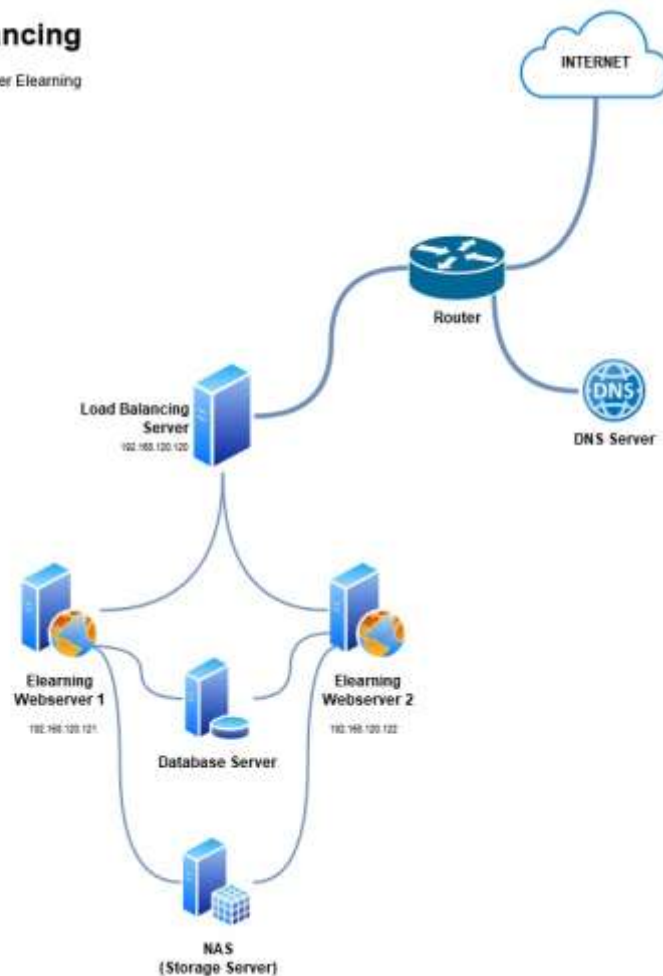 ancing
er Elearning
INTERNET
Router
DNS
DNS Server
Load Balancing
Server
192.168.120.120
Elearning
Webserver 1
192.168.120.121
Elearning
Webserver 2
192.168.120.122
Database Server
NAS
(Storage Server)